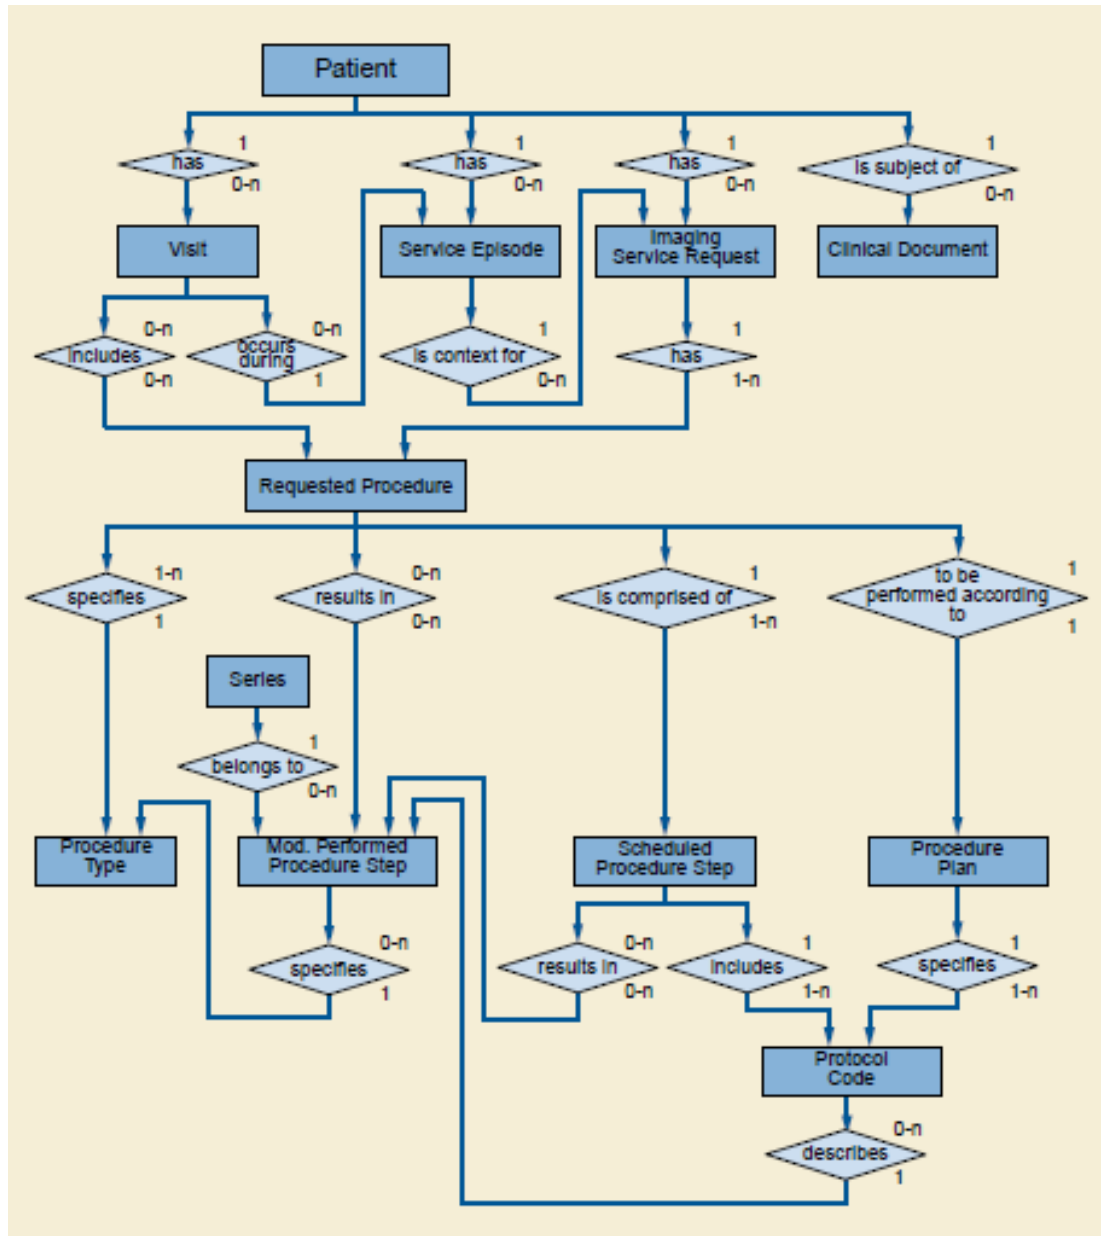 Patient
1
1
1
1
has
has
has
is subject of
0-n
0-n
0-n
0-n
Visit
Service Episode
Imaging
Service Request
Clinical Document
0-n
0-n
1
1
includes
occurs
during
is context for
has
0-n
1
0-n
1-n
Requested Procedure
1-n
0-n
1
1
specifies
results in
is comprised of
to be
performed according
to
1
0-n
1-n
1
Series
1
belongs to
0-n
Procedure
Type
Mod. Performed
Procedure Step
Scheduled
Procedure Step
Procedure
Plan
0-n
0-n
1
1
specifies
results in
includes
specifies
1
0-n
1-n
1-n
Protocol
Code
0-n
describes
1